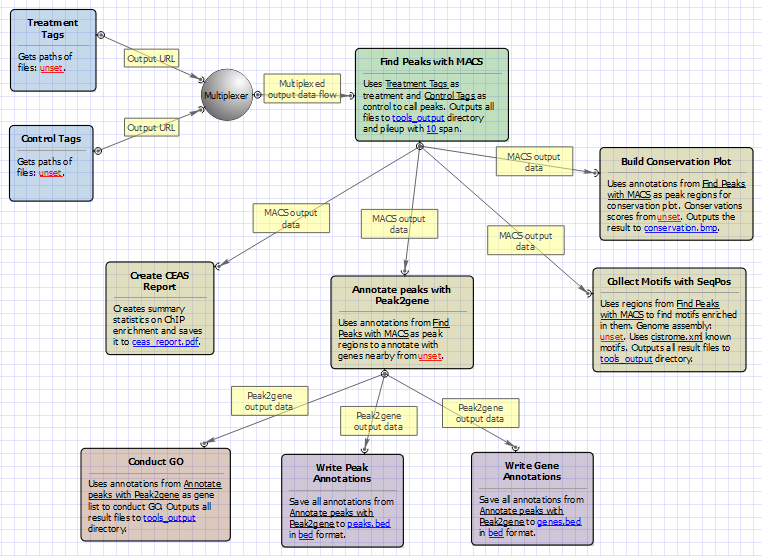 Treatment
Tags
Gets paths of
files: unset.
Output URL
Control Tags
Gets paths of
files: unset.
Output URL
Multiplexer
Multiplexed
output data flow
Find Peaks with MACS
Uses Treatment Tags as
treatment and Control Tags as
control to call peaks. Outputs all
files to tools_output directory
and pileup with 10 span.
MACS output
data
Build Conservation Plot
Uses annotations from Find Peaks
with MACS as peak regions for
conservation plot. Conservations
scores from unset. Outputs the
result to conservation.bmp.
MACS output
data
MACS output
data
MACS output
data
Create CEAS
Report
Creates summary
statistics on ChIP
enrichment and saves
it to ceas_report.pdf.
Annotate peaks with
Peak2gene
Uses annotations from Find
Peaks with MACS as peak
regions to annotate with
genes nearby from unset.
Collect Motifs with SeqPos
Uses regions from Find Peaks
with MACS to find motifs enriched
in them. Genome assembly:
unset. Uses cistrome.xml known
motifs. Outputs all result files to
tools_output directory.
Peak2gene
output data
Peak2gene
output data
Peak2gene
output data
Conduct GO
Uses annotations from Annotate
peaks with Peak2gene as gene
list to conduct GO. Outputs all
result files to tools_output
directory.
Write Peak
Annotations
Save all annotations from
Annotate peaks with
Peak2gene to peaks.bed
in bed format.
Write Gene
Annotations
Save all annotations from
Annotate peaks with
Peak2gene to genes.bed
in bed format.